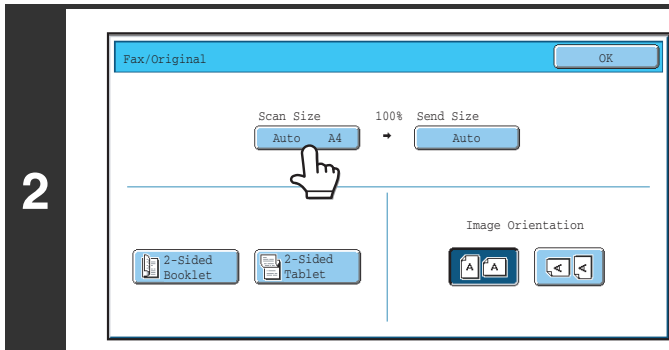 2
Fax/Original OK
Scan Size 100% Send Size
Auto A4 Auto
Image Orientation
2-Sided
Booklet
2-Sided
Tablet
A A A A